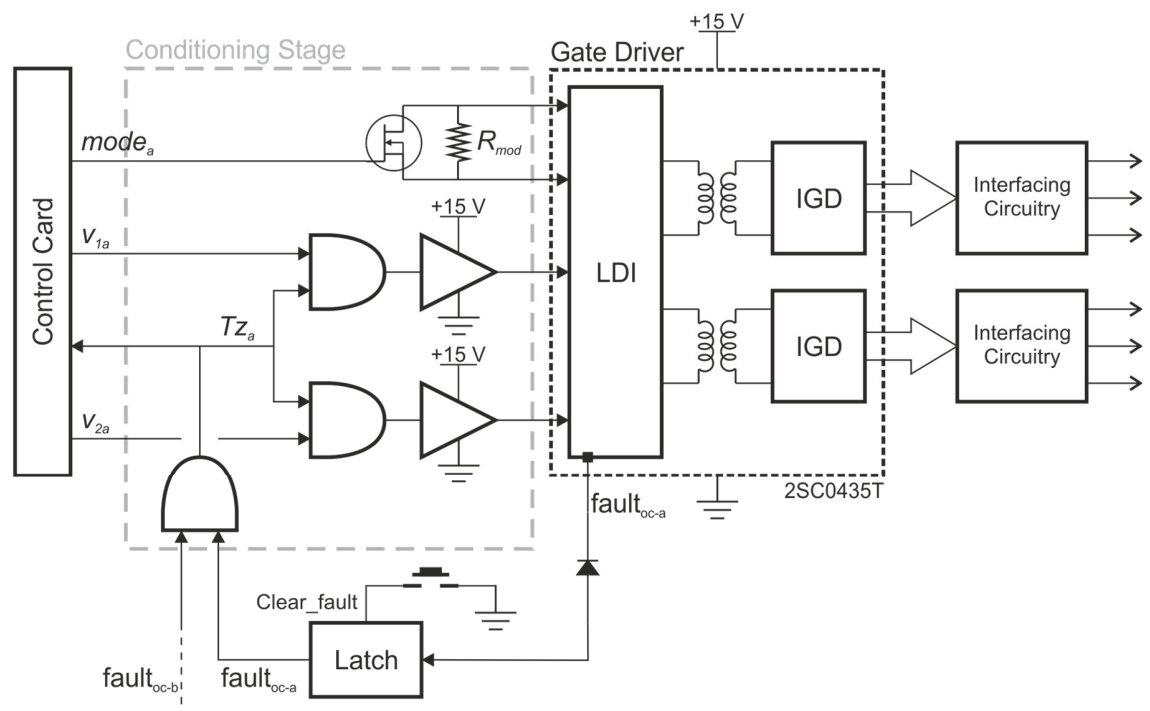 +15 V
Conditioning Stage
Gate Driver
mode_a
R_mod
IGD
Interfacing
Circuitry
+15 V
v_1a
Control Card
LDI
Tz_a
+15 V
IGD
Interfacing
Circuitry
v_2a
2SC0435T
fault_oc-a
Clear_fault
Latch
fault_oc-b
fault_oc-a